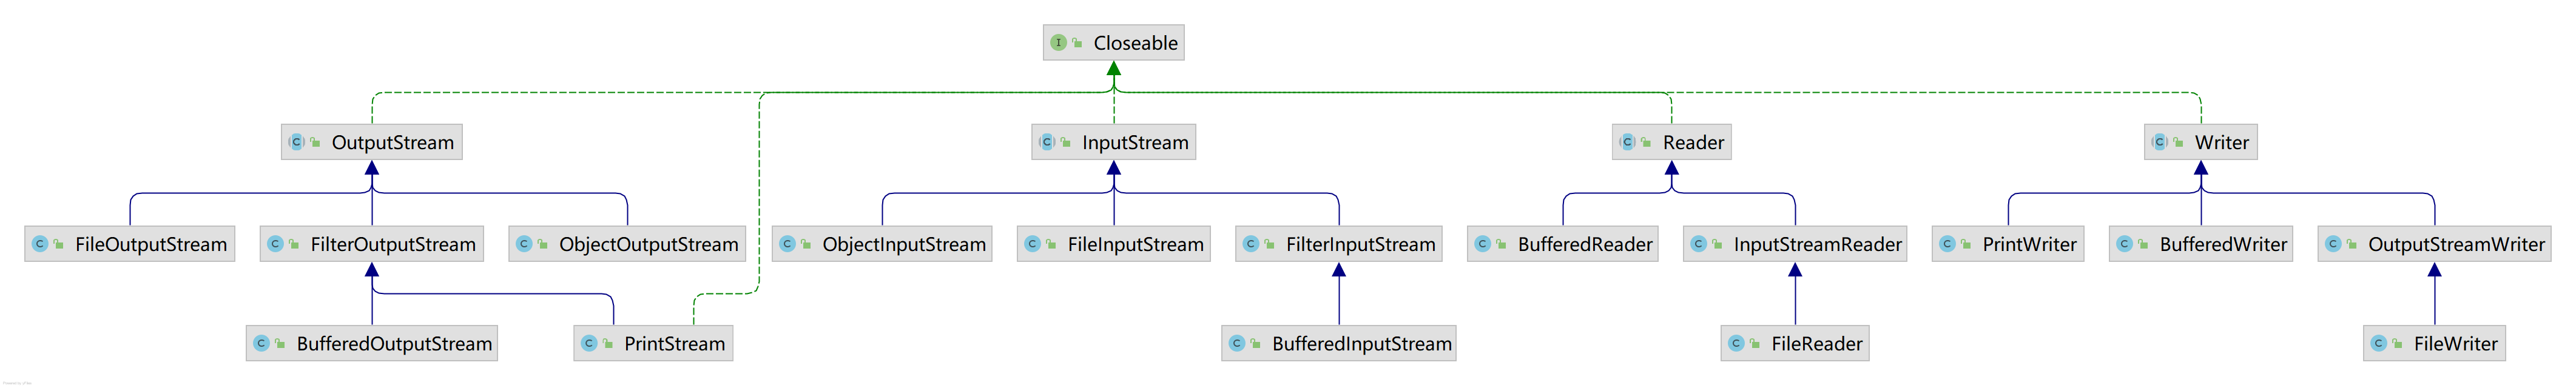 Closeable
OutputStream
InputStream
Reader
Writer
FileOutputStream
FilterOutputStream
ObjectOutputStream
ObjectInputStream
FileInputStream
FilterInputStream
BufferedReader
InputStreamReader
PrintWriter
BufferedWriter
OutputStreamWriter
BufferedOutputStream
PrintStream
BufferedInputStream
FileReader
FileWriter